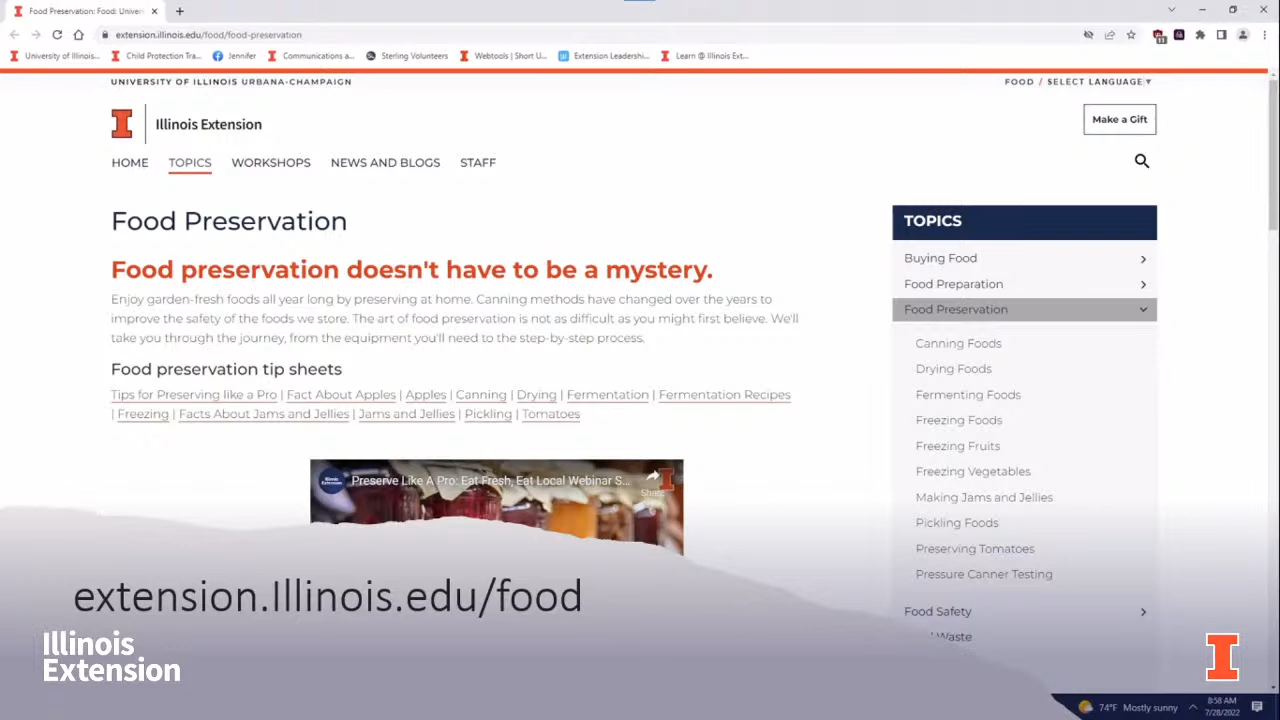 Food Preservation: Food: Univer
extension.illinois.edu/food/food-preservation
11
University of Illinois...
Child Protection Tra...
Jennifer
Communications a...
Sterling Volunteers
Webtools | Short U...
Extension Leadershi...
Learn @ Illinois Ext...
UNIVERSITY OF ILLINOIS URBANA-CHAMPAIGN
FOOD / SELECT LANGUAGE▼
Illinois Extension
Make a Gift
HOME
TOPICS
WORKSHOPS
NEWS AND BLOGS
STAFF
Food Preservation
Food preservation doesn't have to be a mystery.
Enjoy garden-fresh foods all year long by preserving at home. Canning methods have changed over the years to
improve the safety of the foods we store. The art of food preservation is not as difficult as you might first believe. We'll
take you through the journey, from the equipment you'll need to the step-by-step process.
Food preservation tip sheets
Tips for Preserving like a Pro | Fact About Apples | Apples | Canning | Drying | Fermentation | Fermentation Recipes
| Freezing | Facts About Jams and Jellies | Jams and Jellies | Pickling | Tomatoes
Preserve Like A Pro: Eat Fresh, Eat Local Webinar S...
Share
TOPICS
Buying Food
Food Preparation
Food Preservation
Canning Foods
Drying Foods
Fermenting Foods
Freezing Foods
Freezing Fruits
Freezing Vegetables
Making Jams and Jellies
Pickling Foods
Preserving Tomatoes
Pressure Canner Testing
Food Safety
Waste
extension.Illinois.edu/food
Illinois
Extension
74°F Mostly sunny
8:58 AM
7/28/2022